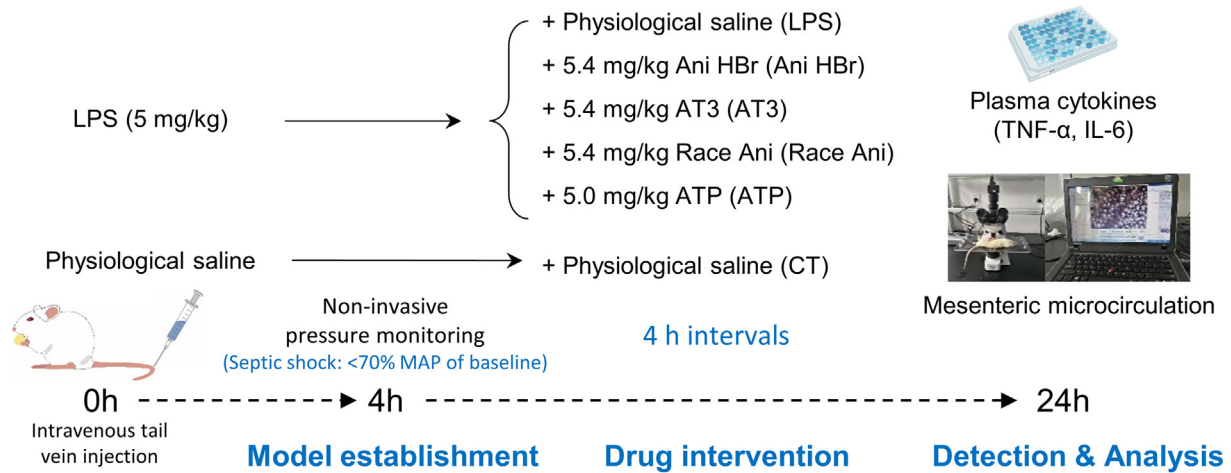 + Physiological saline (LPS)
+ 5.4 mg/kg Ani HBr (Ani HBr)
LPS (5 mg/kg)
+ 5.4 mg/kg AT3 (AT3)
+ 5.4 mg/kg Race Ani (Race Ani)
+ 5.0 mg/kg ATP (ATP)
Plasma cytokines
(TNF-α, IL-6)
Physiological saline
+ Physiological saline (CT)
Mesenteric microcirculation
Non-invasive
pressure monitoring
(Septic shock: <70% MAP of baseline)
4 h intervals
0h
4h
24h
Intravenous tail
vein injection
Model establishment
Drug intervention
Detection & Analysis